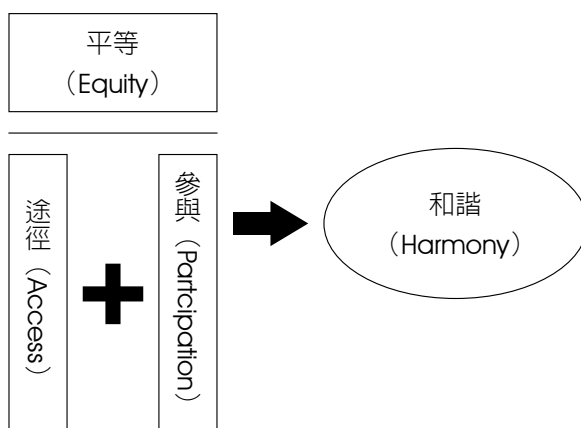 平等
（Equity）
途徑（Access）
參與（Partcipation）
和諧
（Harmony）